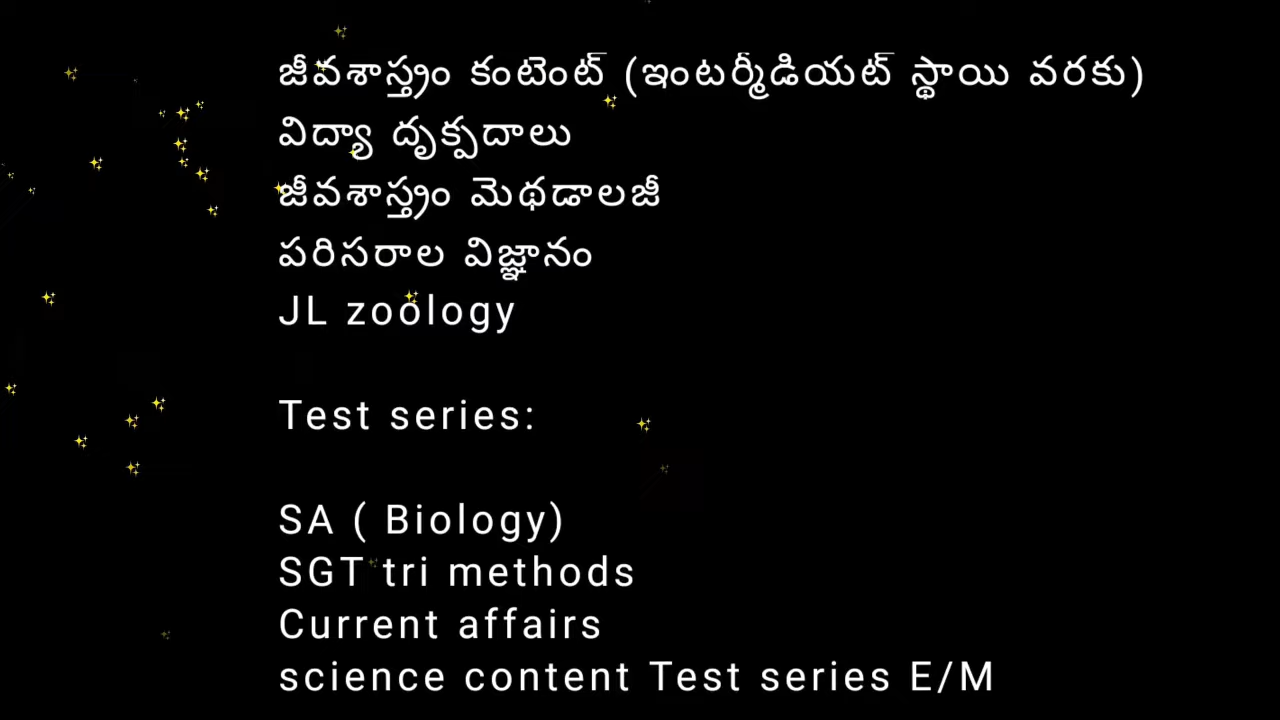 జీవశాస్త్రం కంటెంట్ (ఇంటర్మీడియట్ స్థాయి వరకు)
విద్యా దృక్పదాలు
జీవశాస్త్రం మెథడాలజీ
పరిసరాల విజ్ఞానం
JL zoology
Test series:
SA ( Biology)
SGT tri methods
Current affairs
science content Test series E/M